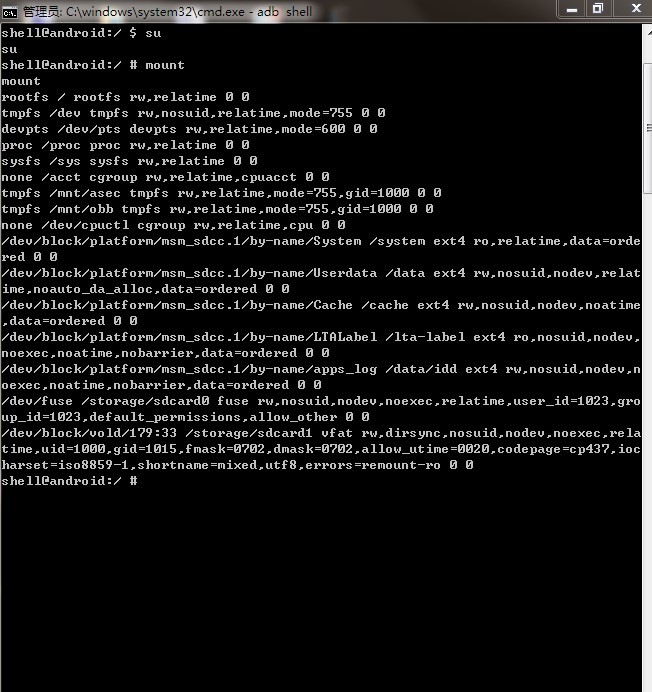 管理员: C:\windows\system32\cmd.exe - adb shell
shell@android:/ $ su
su
shell@android:/ # mount
mount
rootfs / rootfs rw,relatime 0 0
tmpfs /dev tmpfs rw,nosuid,relatime,mode=755 0 0
devpts /dev/pts devpts rw,relatime,mode=600 0 0
proc /proc proc rw,relatime 0 0
sysfs /sys sysfs rw,relatime 0 0
none /acct cgroup rw,relatime,cpuacct 0 0
tmpfs /mnt/asec tmpfs rw,relatime,mode=755,gid=1000 0 0
tmpfs /mnt/obb tmpfs rw,relatime,mode=755,gid=1000 0 0
none /dev/cpuctl cgroup rw,relatime,cpu 0 0
/dev/block/platform/msm_sdcc.1/by-name/System /system ext4 ro,relatime,data=orde
red 0 0
/dev/block/platform/msm_sdcc.1/by-name/Userdata /data ext4 rw,nosuid,nodev,relat
ime,noauto_da_alloc,data=ordered 0 0
/dev/block/platform/msm_sdcc.1/by-name/Cache /cache ext4 rw,nosuid,nodev,noatime
,data=ordered 0 0
/dev/block/platform/msm_sdcc.1/by-name/LTALabel /lta-label ext4 ro,nosuid,nodev,
noexec,noatime,nobarrier,data=ordered 0 0
/dev/block/platform/msm_sdcc.1/by-name/apps_log /data/idd ext4 rw,nosuid,nodev,n
oexec,noatime,nobarrier,data=ordered 0 0
/dev/fuse /storage/sdcard0 fuse rw,nosuid,nodev,noexec,relatime,user_id=1023,gro
up_id=1023,default_permissions,allow_other 0 0
/dev/block/vold/179:33 /storage/sdcard1 vfat rw,dirsync,nosuid,nodev,noexec,rela
time,uid=1000,gid=1015,fmask=0702,dmask=0702,allow_utime=0020,codepage=cp437,ioc
harset=iso8859-1,shortname=mixed,utf8,errors=remount-ro 0 0
shell@android:/ #